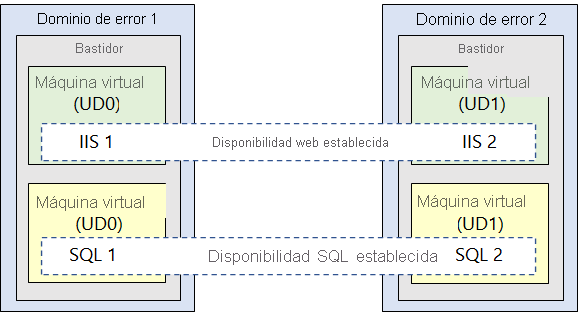 Dominio de error 1
Dominio de error 2
Bastidor
Bastidor
Máquina virtual
(UD0)
Máquina virtual
(UD1)
IIS 1
Disponibilidad web establecida
IIS 2
Máquina virtual
(UD0)
Máquina virtual
(UD1)
SQL 1
Disponibilidad SQL establecida
SQL 2